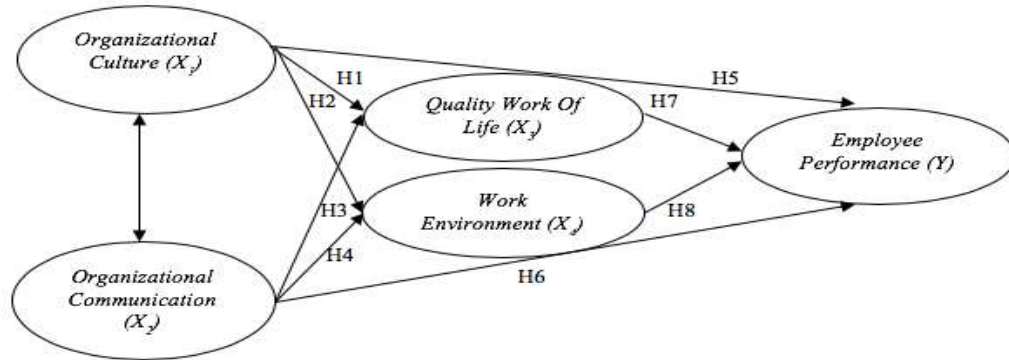 Organizational
Culture (X₁)
H5
H1
H2
Quality Work Of
Life (X₃)
H7
Employee
Performance (Y)
Work
Environment (X₄)
H3
H8
H4
H6
Organizational
Communication
(X₂)